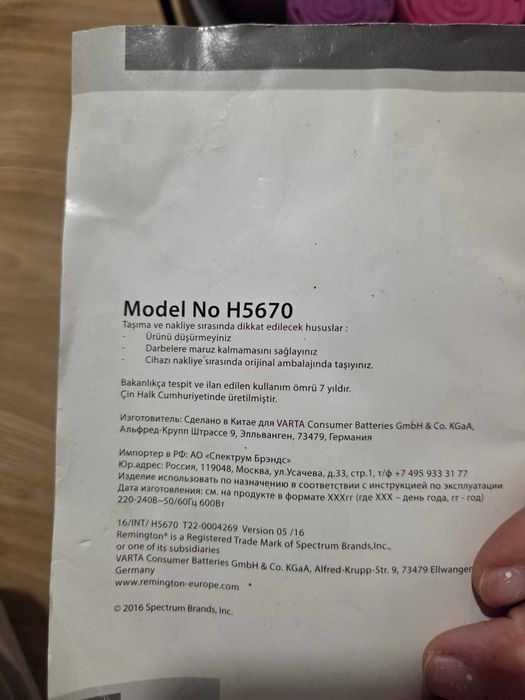 Model No H5670
Taşıma ve nakliye sırasında dikkat edilecek hususlar :
- Ürünü düşürmeyiniz
- Darbelere maruz kalmamasını sağlayınız
- Cihazı nakliye sırasında orijinal ambalajında taşıyınız.
Bakanlıkça tespit ve ilan edilen kullanım ömrü 7 yıldır.
Çin Halk Cumhuriyetinde üretilmiştir.
Изготовитель: Сделано в Китае для VARTA Consumer Batteries GmbH & Co. KGaA,
Альфред-Крупп Штрассе 9, Элльванген, 73479, Германия
Импортер в РФ: АО «Спектрум Брэндс»
Юр.адрес: Россия, 119048, Москва, ул.Усачева, д.33, стр.1, т/ф +7 495 933 31 77
Изделие использовать по назначению в соответствии с инструкцией по эксплуатации
Дата изготовления: см. на продукте в формате XXXгг (где XXX – день года, гг - год)
220-240В~50/60Гц 600Вт
16/INT/ H5670 T22-0004269 Version 05 /16
Remington® is a Registered Trade Mark of Spectrum Brands,Inc.,
or one of its subsidiaries
VARTA Consumer Batteries GmbH & Co. KGaA, Alfred-Krupp-Str. 9, 73479 Ellwangen
Germany
www.remington-europe.com
© 2016 Spectrum Brands, Inc.